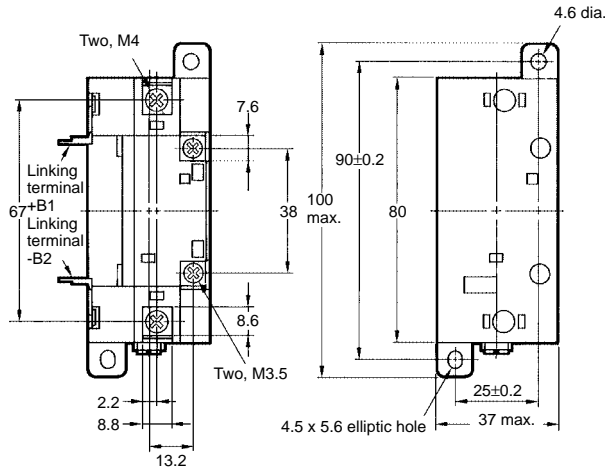 4.6 dia.
Two, M4
7.6
90±0.2
Linking
terminal
+B1
Linking
terminal
-B2
67
38
100
max.
80
8.6
Two, M3.5
2.2
8.8
13.2
25±0.2
37 max.
4.5 x 5.6 elliptic hole